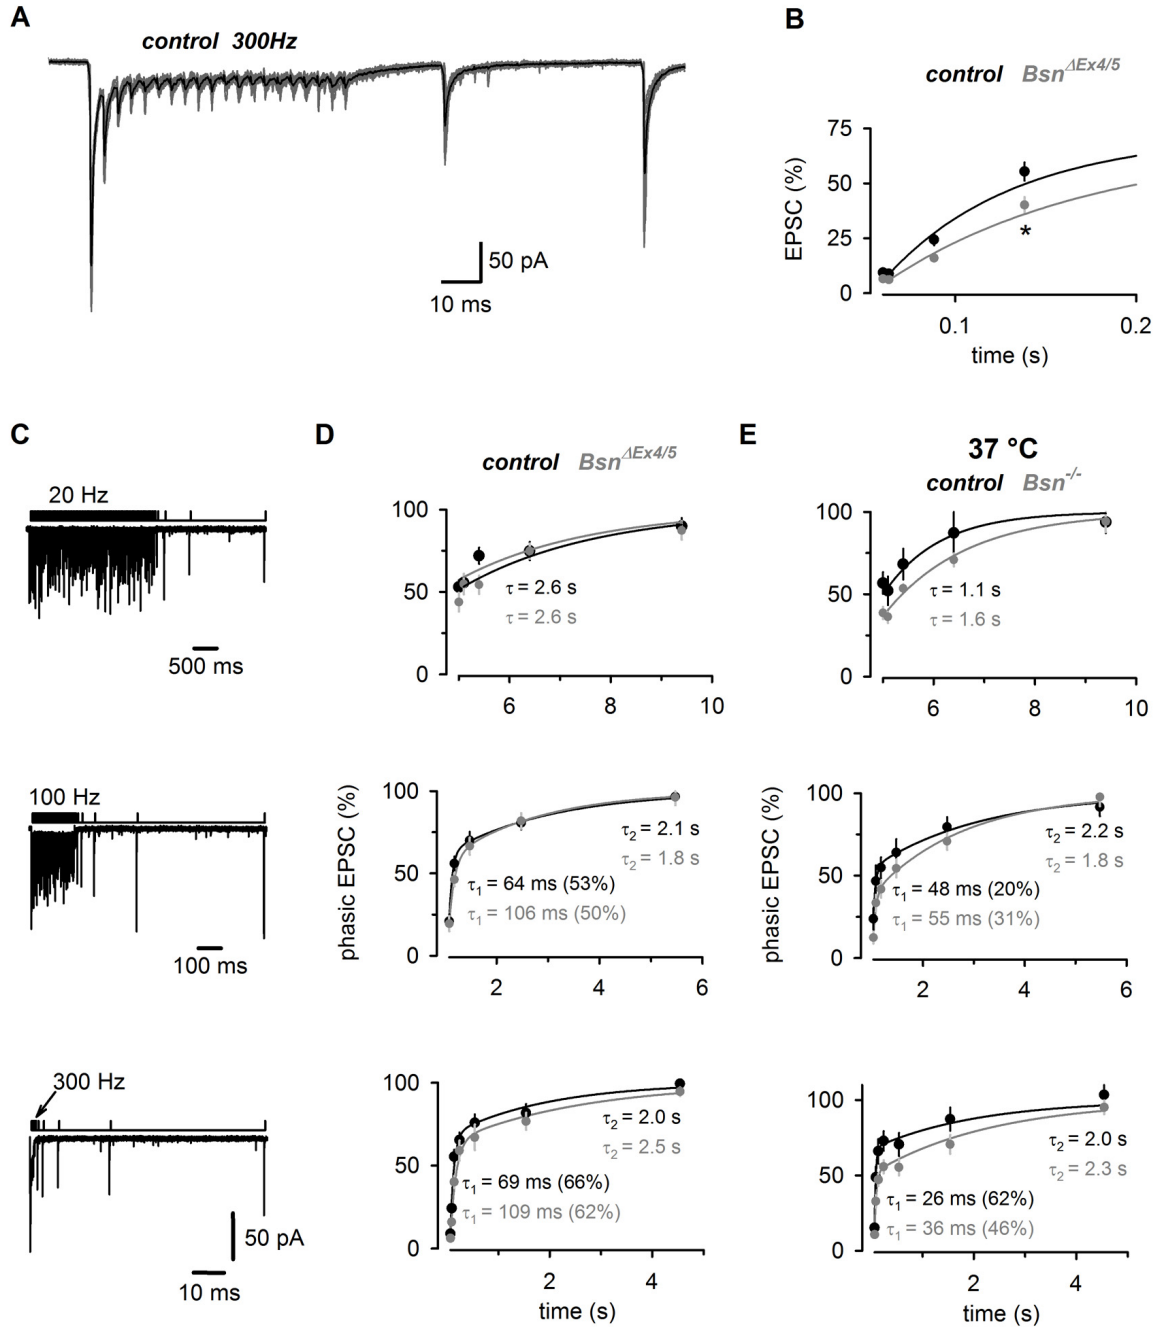 A
control 300Hz
50 pA
10 ms
B
control Bsn^ΔEx4/5
75
50
25
0
EPSC (%)
0.1
0.2
time (s)
C
20 Hz
500 ms
100 Hz
100 ms
300 Hz
50 pA
10 ms
D
control Bsn^ΔEx4/5
100
50
0
τ = 2.6 s
τ = 2.6 s
6
8
10
100
50
0
phasic EPSC (%)
τ₂ = 2.1 s
τ₂ = 1.8 s
τ₁ = 64 ms (53%)
τ₁ = 106 ms (50%)
2
4
6
100
50
0
τ₂ = 2.0 s
τ₂ = 2.5 s
τ₁ = 69 ms (66%)
τ₁ = 109 ms (62%)
2
4
time (s)
E
37 °C
control Bsn^-/-
100
50
0
τ = 1.1 s
τ = 1.6 s
6
8
10
100
50
0
phasic EPSC (%)
τ₂ = 2.2 s
τ₂ = 1.8 s
τ₁ = 48 ms (20%)
τ₁ = 55 ms (31%)
2
4
6
100
50
0
τ₂ = 2.0 s
τ₂ = 2.3 s
τ₁ = 26 ms (62%)
τ₁ = 36 ms (46%)
2
4
time (s)
*